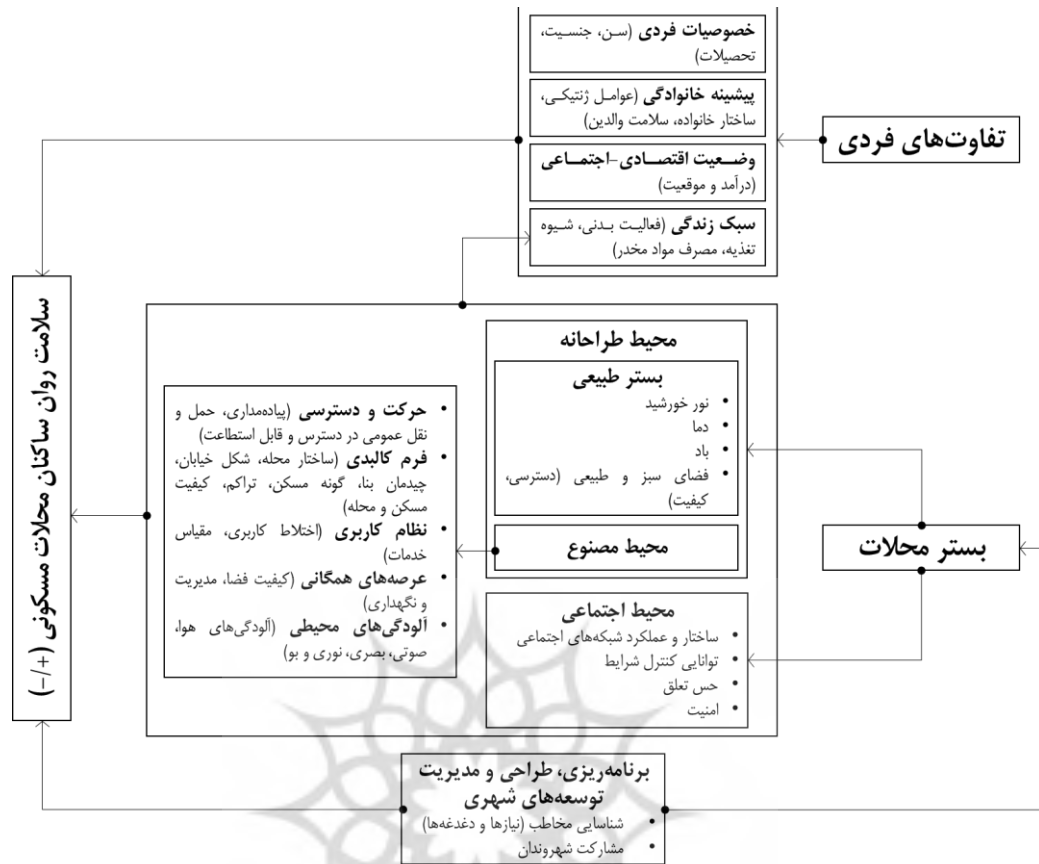 خصوصیات فردی (سن، جنسیت،
تحصیلات)
پیشینه خانوادگی (عوامل ژنتیکی،
ساختار خانواده، سلامت والدین)
وضعیت اقتصادی-اجتماعی
(درآمد و موقعیت)
سبک زندگی (فعالیت بدنی، شیوه
تغذیه، مصرف مواد مخدر)
تفاوت‌های فردی
محیط طراحانه
بستر طبیعی
• نور خورشید
• دما
• باد
• فضای سبز و طبیعی (دسترسی،
کیفیت)
محیط مصنوع
• حرکت و دسترسی (پیاده‌مداری، حمل و
نقل عمومی در دسترس و قابل استطاعت)
• فرم کالبدی (ساختار محله، شکل خیابان،
چیدمان بنا، گونه مسکن، تراکم، کیفیت
مسکن و محله)
• نظام کاربری (اختلاط کاربری، مقیاس
خدمات)
• عرصه‌های همگانی (کیفیت فضا، مدیریت
و نگهداری)
• آلودگی‌های محیطی (آلودگی‌های هوا،
صوتی، بصری، نوری و بو)
محیط اجتماعی
• ساختار و عملکرد شبکه‌های اجتماعی
• توانایی کنترل شرایط
• حس تعلق
• امنیت
بستر محلات
سلامت روان ساکنان محلات مسکونی (+/-)
برنامه‌ریزی، طراحی و مدیریت
توسعه‌های شهری
• شناسایی مخاطب (نیازها و دغدغه‌ها)
• مشارکت شهروندان